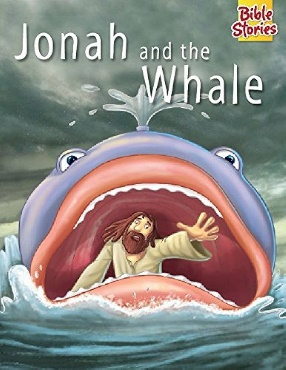 Bible
Stories
Jonah and the
Whale